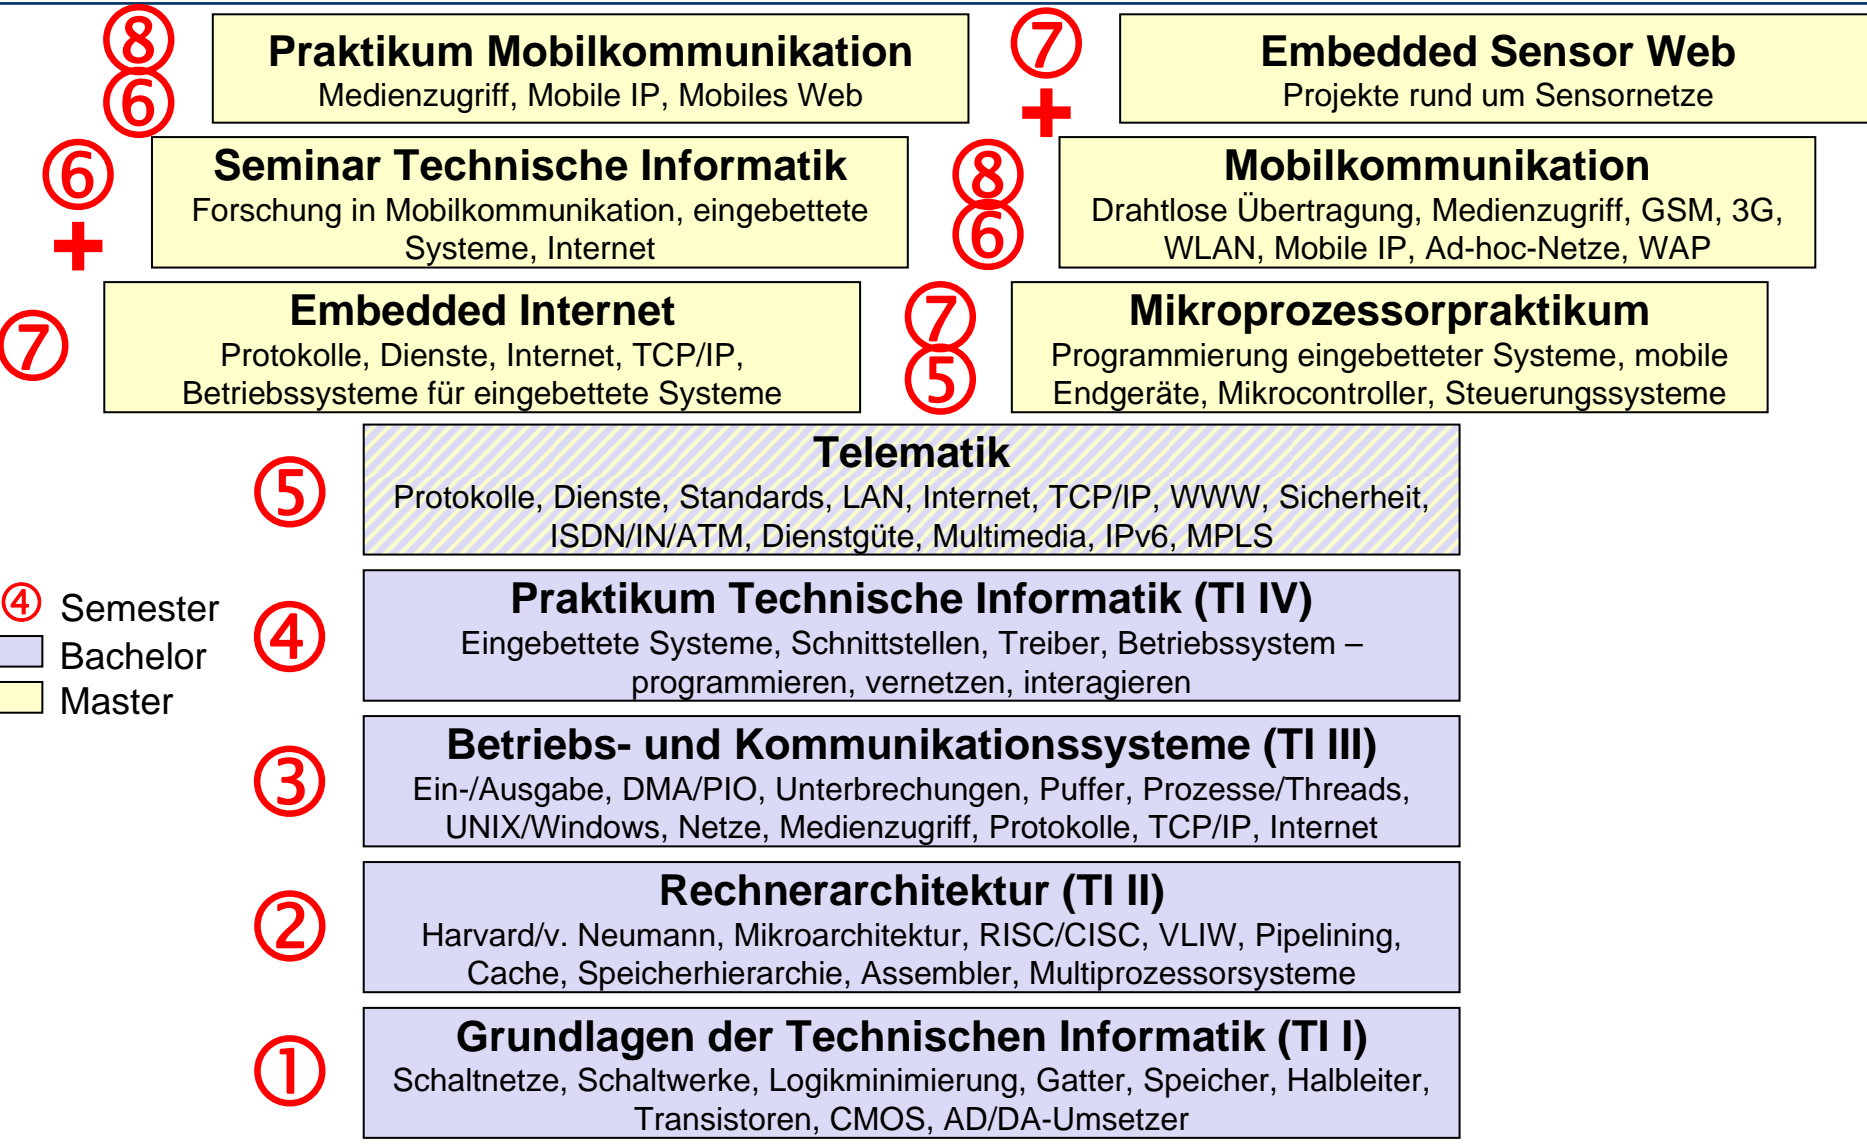 ⑧
⑥
Praktikum Mobilkommunikation
Medienzugriff, Mobile IP, Mobiles Web
⑦
+
Embedded Sensor Web
Projekte rund um Sensornetze
⑥
+
Seminar Technische Informatik
Forschung in Mobilkommunikation, eingebettete
Systeme, Internet
⑧
⑥
Mobilkommunikation
Drahtlose Übertragung, Medienzugriff, GSM, 3G,
WLAN, Mobile IP, Ad-hoc-Netze, WAP
⑦
Embedded Internet
Protokolle, Dienste, Internet, TCP/IP,
Betriebssysteme für eingebettete Systeme
⑦
⑤
Mikroprozessorpraktikum
Programmierung eingebetteter Systeme, mobile
Endgeräte, Mikrocontroller, Steuerungssysteme
⑤
Telematik
Protokolle, Dienste, Standards, LAN, Internet, TCP/IP, WWW, Sicherheit,
ISDN/IN/ATM, Dienstgüte, Multimedia, IPv6, MPLS
④ Semester
Bachelor
Master
④
Praktikum Technische Informatik (TI IV)
Eingebettete Systeme, Schnittstellen, Treiber, Betriebssystem –
programmieren, vernetzen, interagieren
③
Betriebs- und Kommunikationssysteme (TI III)
Ein-/Ausgabe, DMA/PIO, Unterbrechungen, Puffer, Prozesse/Threads,
UNIX/Windows, Netze, Medienzugriff, Protokolle, TCP/IP, Internet
②
Rechnerarchitektur (TI II)
Harvard/v. Neumann, Mikroarchitektur, RISC/CISC, VLIW, Pipelining,
Cache, Speicherhierarchie, Assembler, Multiprozessorsysteme
①
Grundlagen der Technischen Informatik (TI I)
Schaltnetze, Schaltwerke, Logikminimierung, Gatter, Speicher, Halbleiter,
Transistoren, CMOS, AD/DA-Umsetzer